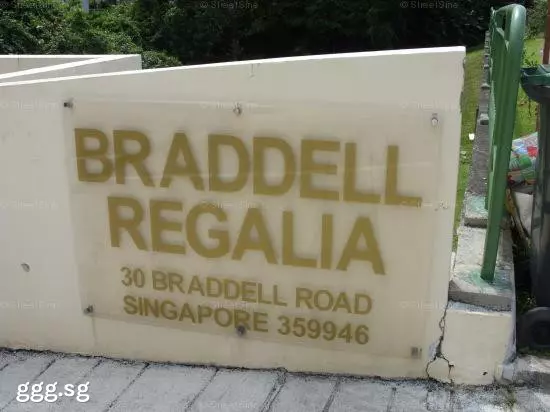 BRADDELL
REGALIA
30 BRADDELL ROAD
SINGAPORE 359946
ggg.sg